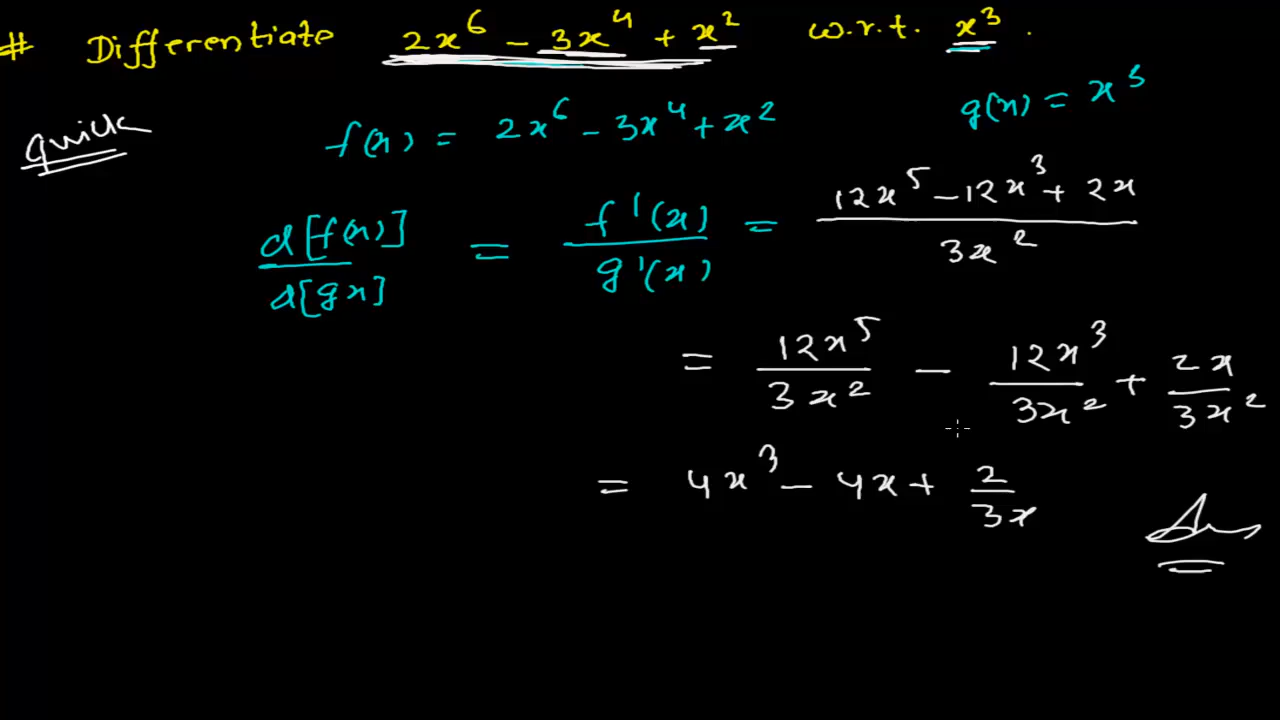 # Differentiate 2x⁶ - 3x⁴ + x² w.r.t. x³.
Quick
f(x) = 2x⁶ - 3x⁴ + x²
g(x) = x³
d[f(x)] / d[gx] = f'(x) / g'(x) = (12x⁵ - 12x³ + 2x) / 3x²
= 12x⁵ / 3x² - 12x³ / 3x² + 2x / 3x²
= 4x³ - 4x + 2 / 3x
Ans